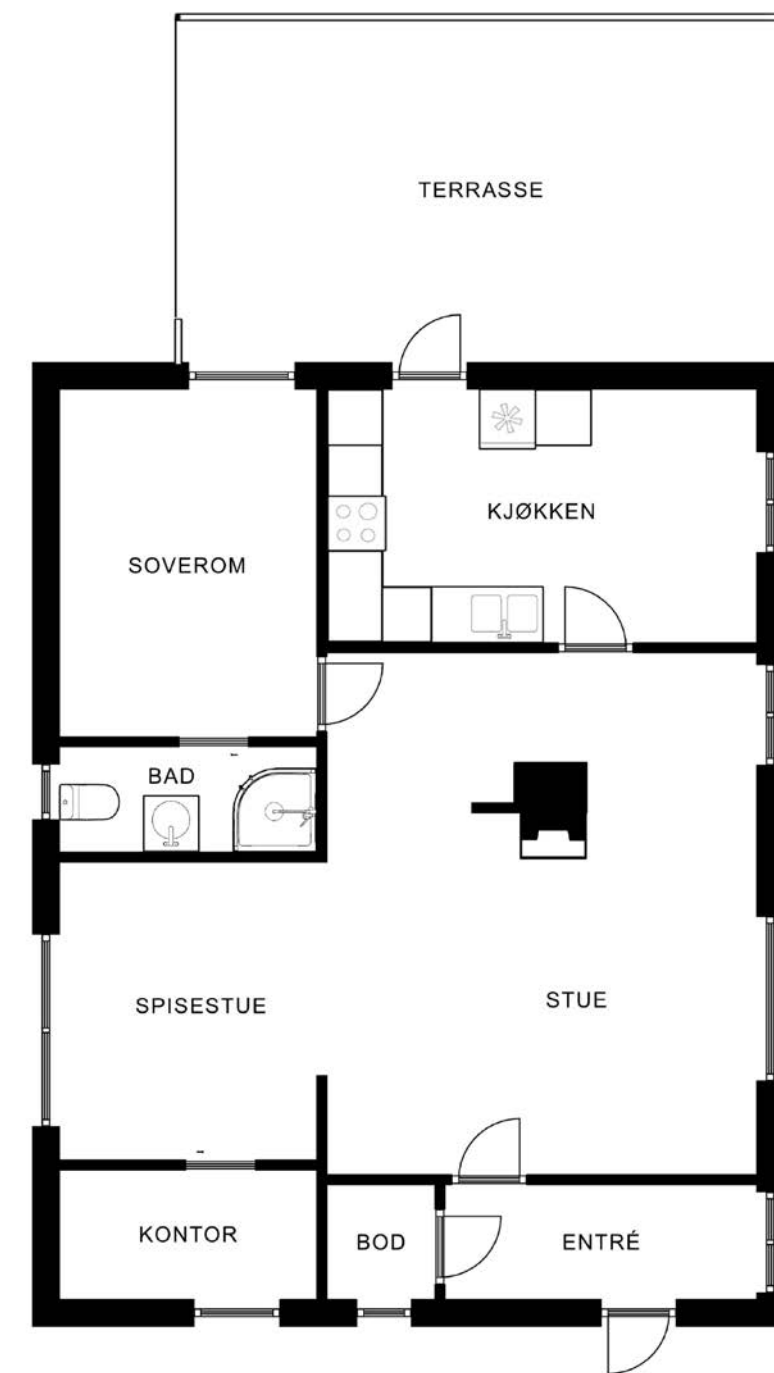 TERRASSE
KJØKKEN
SOVEROM
BAD
SPISESTUE
STUE
KONTOR
BOD
ENTRÉ